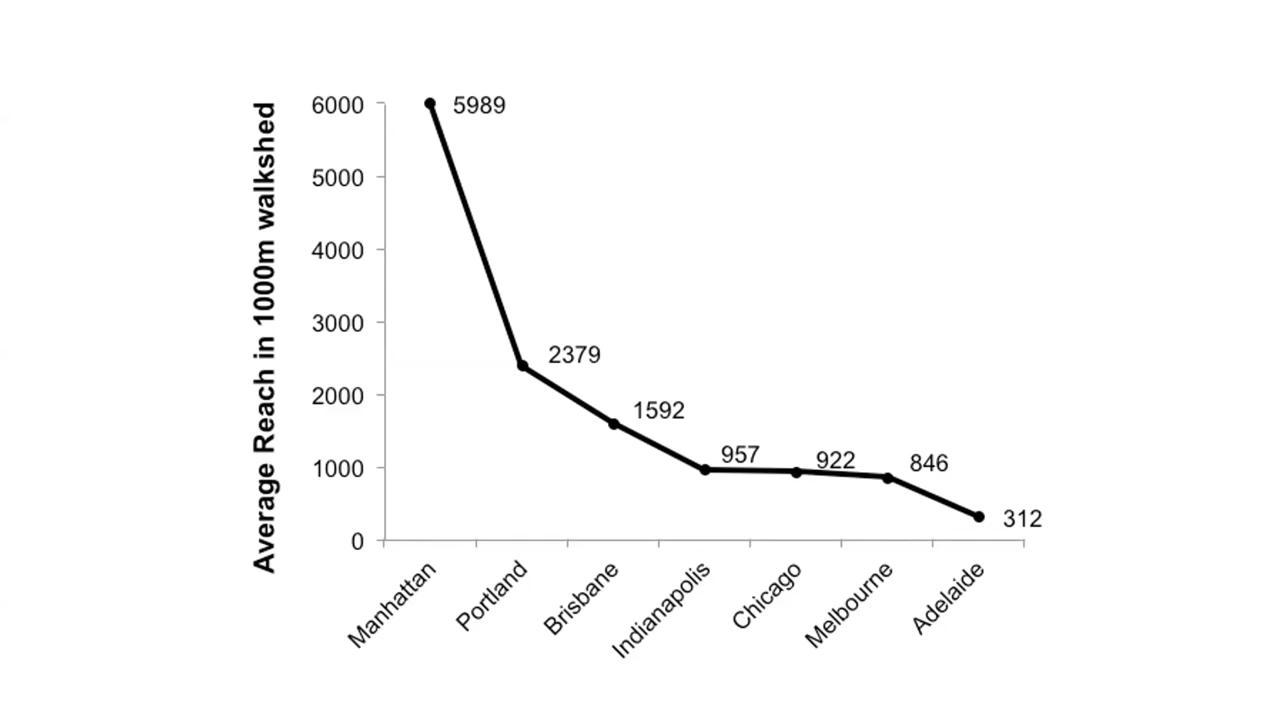 Average Reach in 1000m walkshed
6000
5000
4000
3000
2000
1000
0
5989
2379
1592
957
922
846
312
Manhattan
Portland
Brisbane
Indianapolis
Chicago
Melbourne
Adelaide